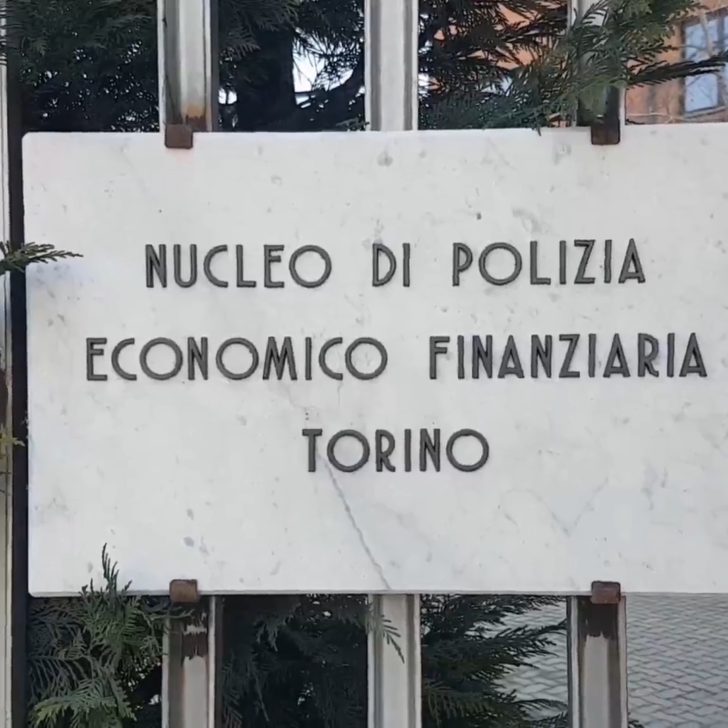 NUCLEO DI POLIZIA
ECONOMICO FINANZIARIA
TORINO